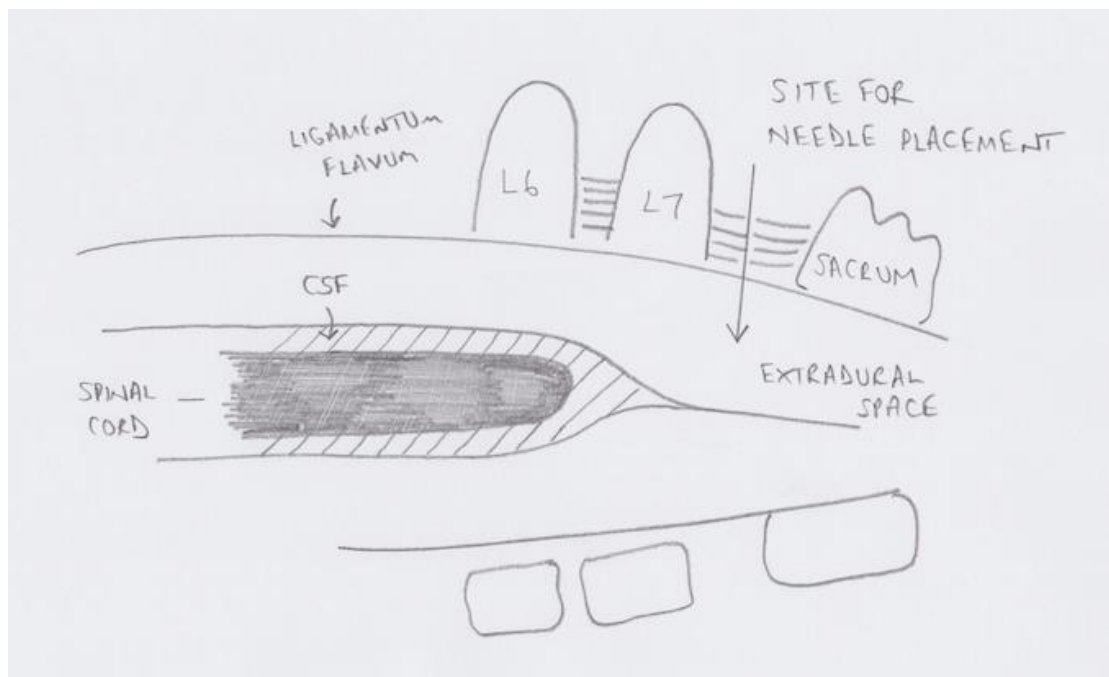 LIGAMENTUM
FLAVUM
L6
L7
SITE FOR
NEEDLE PLACEMENT
SACRUM
CSF
SPINAL
CORD
EXTRADURAL
SPACE